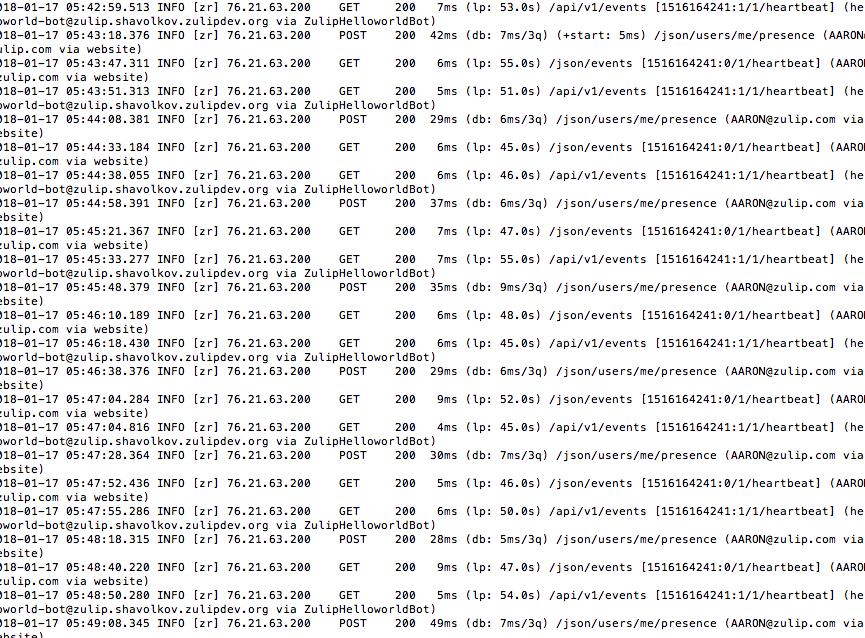 018-01-17 05:42:59.513 INFO [zr] 76.21.63.200    GET     200   7ms (lp: 53.0s) /api/v1/events [1516164241:1/1/heartbeat] (he
oworld-bot@zulip.shavolkov.zulipdev.org via ZulipHelloworldBot)
018-01-17 05:43:18.376 INFO [zr] 76.21.63.200    POST    200  42ms (db: 7ms/3q) (+start: 5ms) /json/users/me/presence (AARON@
ulip.com via website)
018-01-17 05:43:47.311 INFO [zr] 76.21.63.200    GET     200   6ms (lp: 55.0s) /json/events [1516164241:0/1/heartbeat] (AARO
zulip.com via website)
018-01-17 05:43:51.313 INFO [zr] 76.21.63.200    GET     200   5ms (lp: 51.0s) /api/v1/events [1516164241:1/1/heartbeat] (he
oworld-bot@zulip.shavolkov.zulipdev.org via ZulipHelloworldBot)
018-01-17 05:44:08.381 INFO [zr] 76.21.63.200    POST    200  29ms (db: 6ms/3q) /json/users/me/presence (AARON@zulip.com via
ebsite)
018-01-17 05:44:33.184 INFO [zr] 76.21.63.200    GET     200   6ms (lp: 45.0s) /json/events [1516164241:0/1/heartbeat] (AARO
zulip.com via website)
018-01-17 05:44:38.055 INFO [zr] 76.21.63.200    GET     200   6ms (lp: 46.0s) /api/v1/events [1516164241:1/1/heartbeat] (he
oworld-bot@zulip.shavolkov.zulipdev.org via ZulipHelloworldBot)
018-01-17 05:44:58.391 INFO [zr] 76.21.63.200    POST    200  37ms (db: 6ms/3q) /json/users/me/presence (AARON@zulip.com via
ebsite)
018-01-17 05:45:21.367 INFO [zr] 76.21.63.200    GET     200   7ms (lp: 47.0s) /json/events [1516164241:0/1/heartbeat] (AARO
zulip.com via website)
018-01-17 05:45:33.277 INFO [zr] 76.21.63.200    GET     200   7ms (lp: 55.0s) /api/v1/events [1516164241:1/1/heartbeat] (he
oworld-bot@zulip.shavolkov.zulipdev.org via ZulipHelloworldBot)
018-01-17 05:45:48.379 INFO [zr] 76.21.63.200    POST    200  35ms (db: 9ms/3q) /json/users/me/presence (AARON@zulip.com via
ebsite)
018-01-17 05:46:10.189 INFO [zr] 76.21.63.200    GET     200   6ms (lp: 48.0s) /json/events [1516164241:0/1/heartbeat] (AARO
zulip.com via website)
018-01-17 05:46:18.430 INFO [zr] 76.21.63.200    GET     200   6ms (lp: 45.0s) /api/v1/events [1516164241:1/1/heartbeat] (he
oworld-bot@zulip.shavolkov.zulipdev.org via ZulipHelloworldBot)
018-01-17 05:46:38.376 INFO [zr] 76.21.63.200    POST    200  29ms (db: 6ms/3q) /json/users/me/presence (AARON@zulip.com via
ebsite)
018-01-17 05:47:04.284 INFO [zr] 76.21.63.200    GET     200   9ms (lp: 52.0s) /json/events [1516164241:0/1/heartbeat] (AARO
zulip.com via website)
018-01-17 05:47:04.816 INFO [zr] 76.21.63.200    GET     200   4ms (lp: 45.0s) /api/v1/events [1516164241:1/1/heartbeat] (he
oworld-bot@zulip.shavolkov.zulipdev.org via ZulipHelloworldBot)
018-01-17 05:47:28.364 INFO [zr] 76.21.63.200    POST    200  30ms (db: 7ms/3q) /json/users/me/presence (AARON@zulip.com via
ebsite)
018-01-17 05:47:52.436 INFO [zr] 76.21.63.200    GET     200   5ms (lp: 46.0s) /json/events [1516164241:0/1/heartbeat] (AARO
zulip.com via website)
018-01-17 05:47:55.286 INFO [zr] 76.21.63.200    GET     200   6ms (lp: 50.0s) /api/v1/events [1516164241:1/1/heartbeat] (he
oworld-bot@zulip.shavolkov.zulipdev.org via ZulipHelloworldBot)
018-01-17 05:48:18.315 INFO [zr] 76.21.63.200    POST    200  28ms (db: 5ms/3q) /json/users/me/presence (AARON@zulip.com via
ebsite)
018-01-17 05:48:40.220 INFO [zr] 76.21.63.200    GET     200   9ms (lp: 47.0s) /json/events [1516164241:0/1/heartbeat] (AARO
zulip.com via website)
018-01-17 05:48:50.280 INFO [zr] 76.21.63.200    GET     200   5ms (lp: 54.0s) /api/v1/events [1516164241:1/1/heartbeat] (he
oworld-bot@zulip.shavolkov.zulipdev.org via ZulipHelloworldBot)
018-01-17 05:49:08.345 INFO [zr] 76.21.63.200    POST    200  49ms (db: 7ms/3q) /json/users/me/presence (AARON@zulip.com via
ebsite)